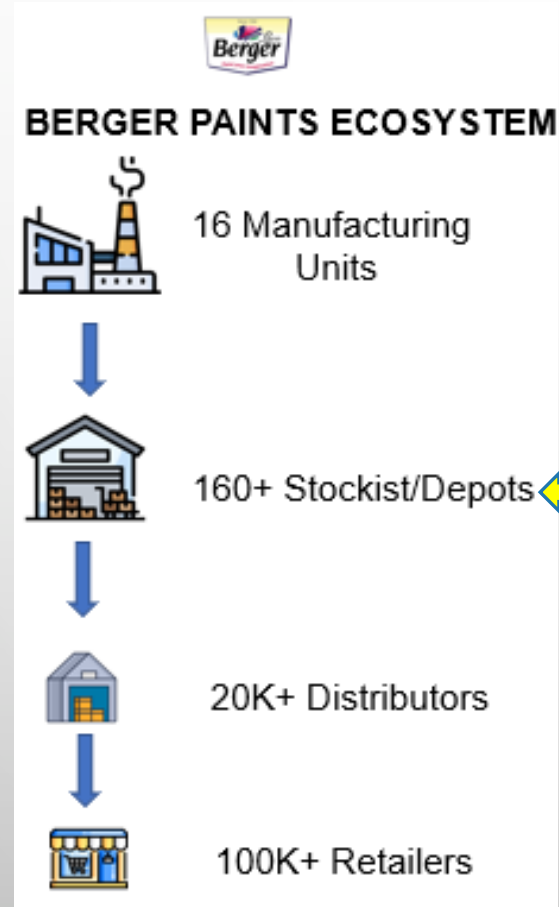 Berger
BERGER PAINTS ECOSYSTEM
16 Manufacturing
Units
160+ Stockist/Depots
20K+ Distributors
100K+ Retailers